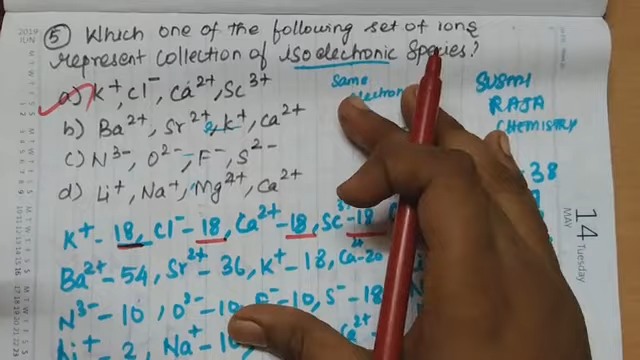 2019 JUN
⑤ Which one of the following set of ions
represent collection of isoelectronic Species?
Same
a) K⁺, Cl⁻, Ca²⁺, Sc³⁺
b) Ba²⁺, Sr²⁺, K⁺, Ca²⁺
c) N³⁻, O²⁻, F⁻, S²⁻
d) Li⁺, Na⁺, Mg²⁺, Ca²⁺
RAJA
CHEMISTRY
38
14 Tuesday
MAY
K⁺ - 18, Cl⁻ - 18, Ca²⁺ - 18, Sc³⁺ - 18
Ba²⁺ - 54, Sr²⁺ - 36, K⁺ - 18, Ca - 20
N³⁻ - 10, O³⁻ - 10, F⁻ - 10, S⁻ - 18
Li⁺ - 2, Na⁺ - 10